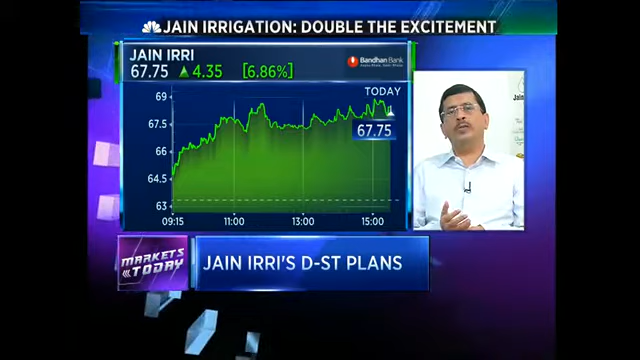 JAIN IRRIGATION: DOUBLE THE EXCITEMENT
JAIN IRRI
67.75 ▲ 4.35 [6.86%]
Bandhan Bank
TODAY
69
67.5
66
64.5
63
67.75
09:15 11:00 13:00 15:00
Jain
MARKETS
TODAY
JAIN IRRI'S D-ST PLANS